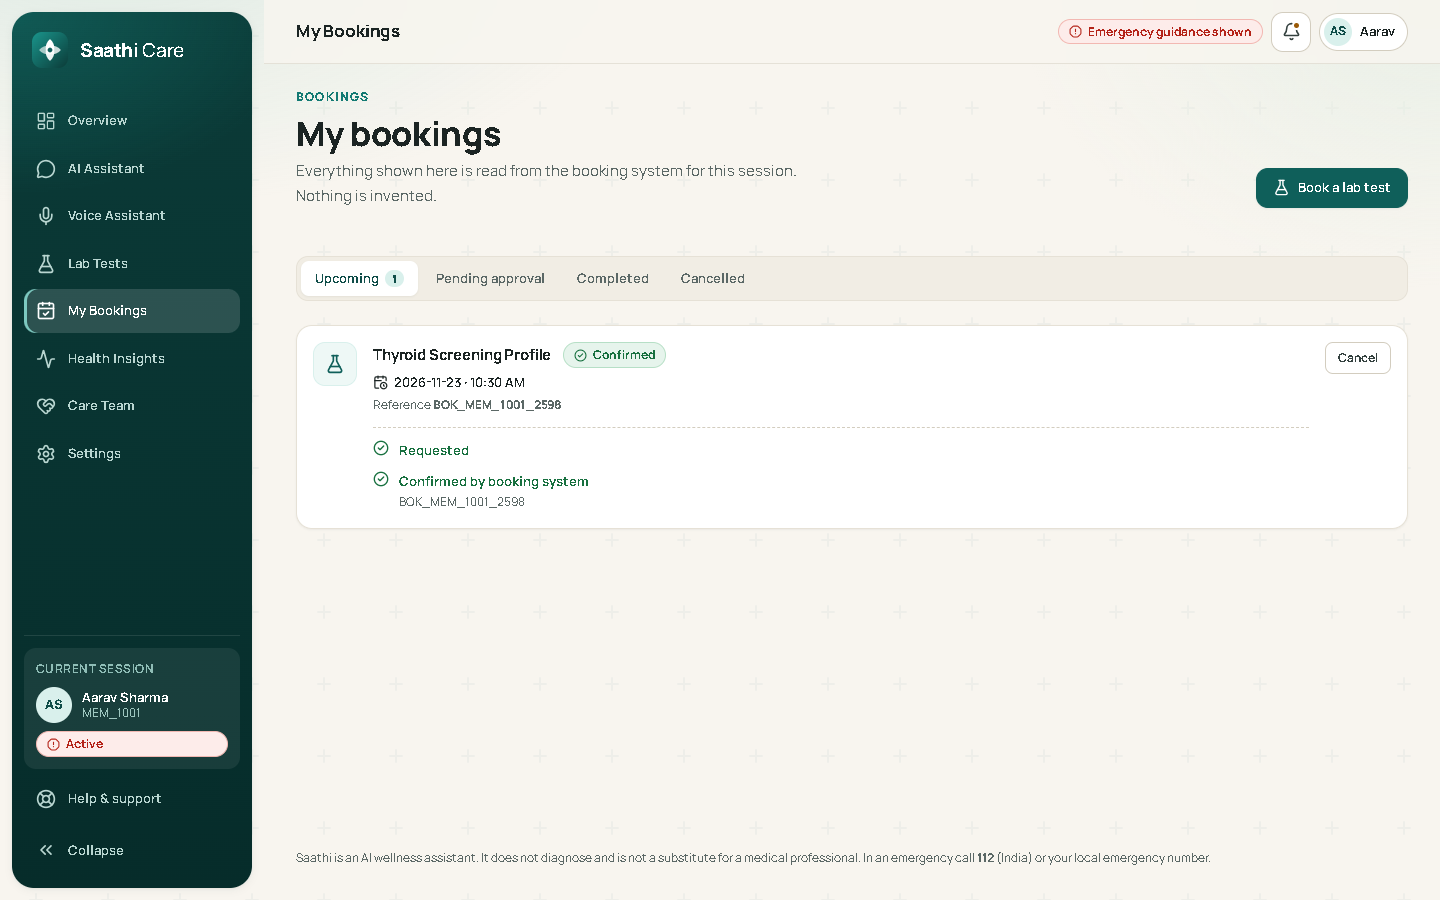 Saathi Care
Overview
AI Assistant
Voice Assistant
Lab Tests
My Bookings
Health Insights
Care Team
Settings
CURRENT SESSION
AS
Aarav Sharma
MEM_1001
Active
Help & support
Collapse
My Bookings
Emergency guidance shown
AS
Aarav
BOOKINGS
My bookings
Everything shown here is read from the booking system for this session.
Nothing is invented.
Book a lab test
Upcoming 1
Pending approval
Completed
Cancelled
Thyroid Screening Profile
Confirmed
Cancel
2026-11-23 · 10:30 AM
Reference BOK_MEM_1001_2598
Requested
Confirmed by booking system
BOK_MEM_1001_2598
Saathi is an AI wellness assistant. It does not diagnose and is not a substitute for a medical professional. In an emergency call 112 (India) or your local emergency number.